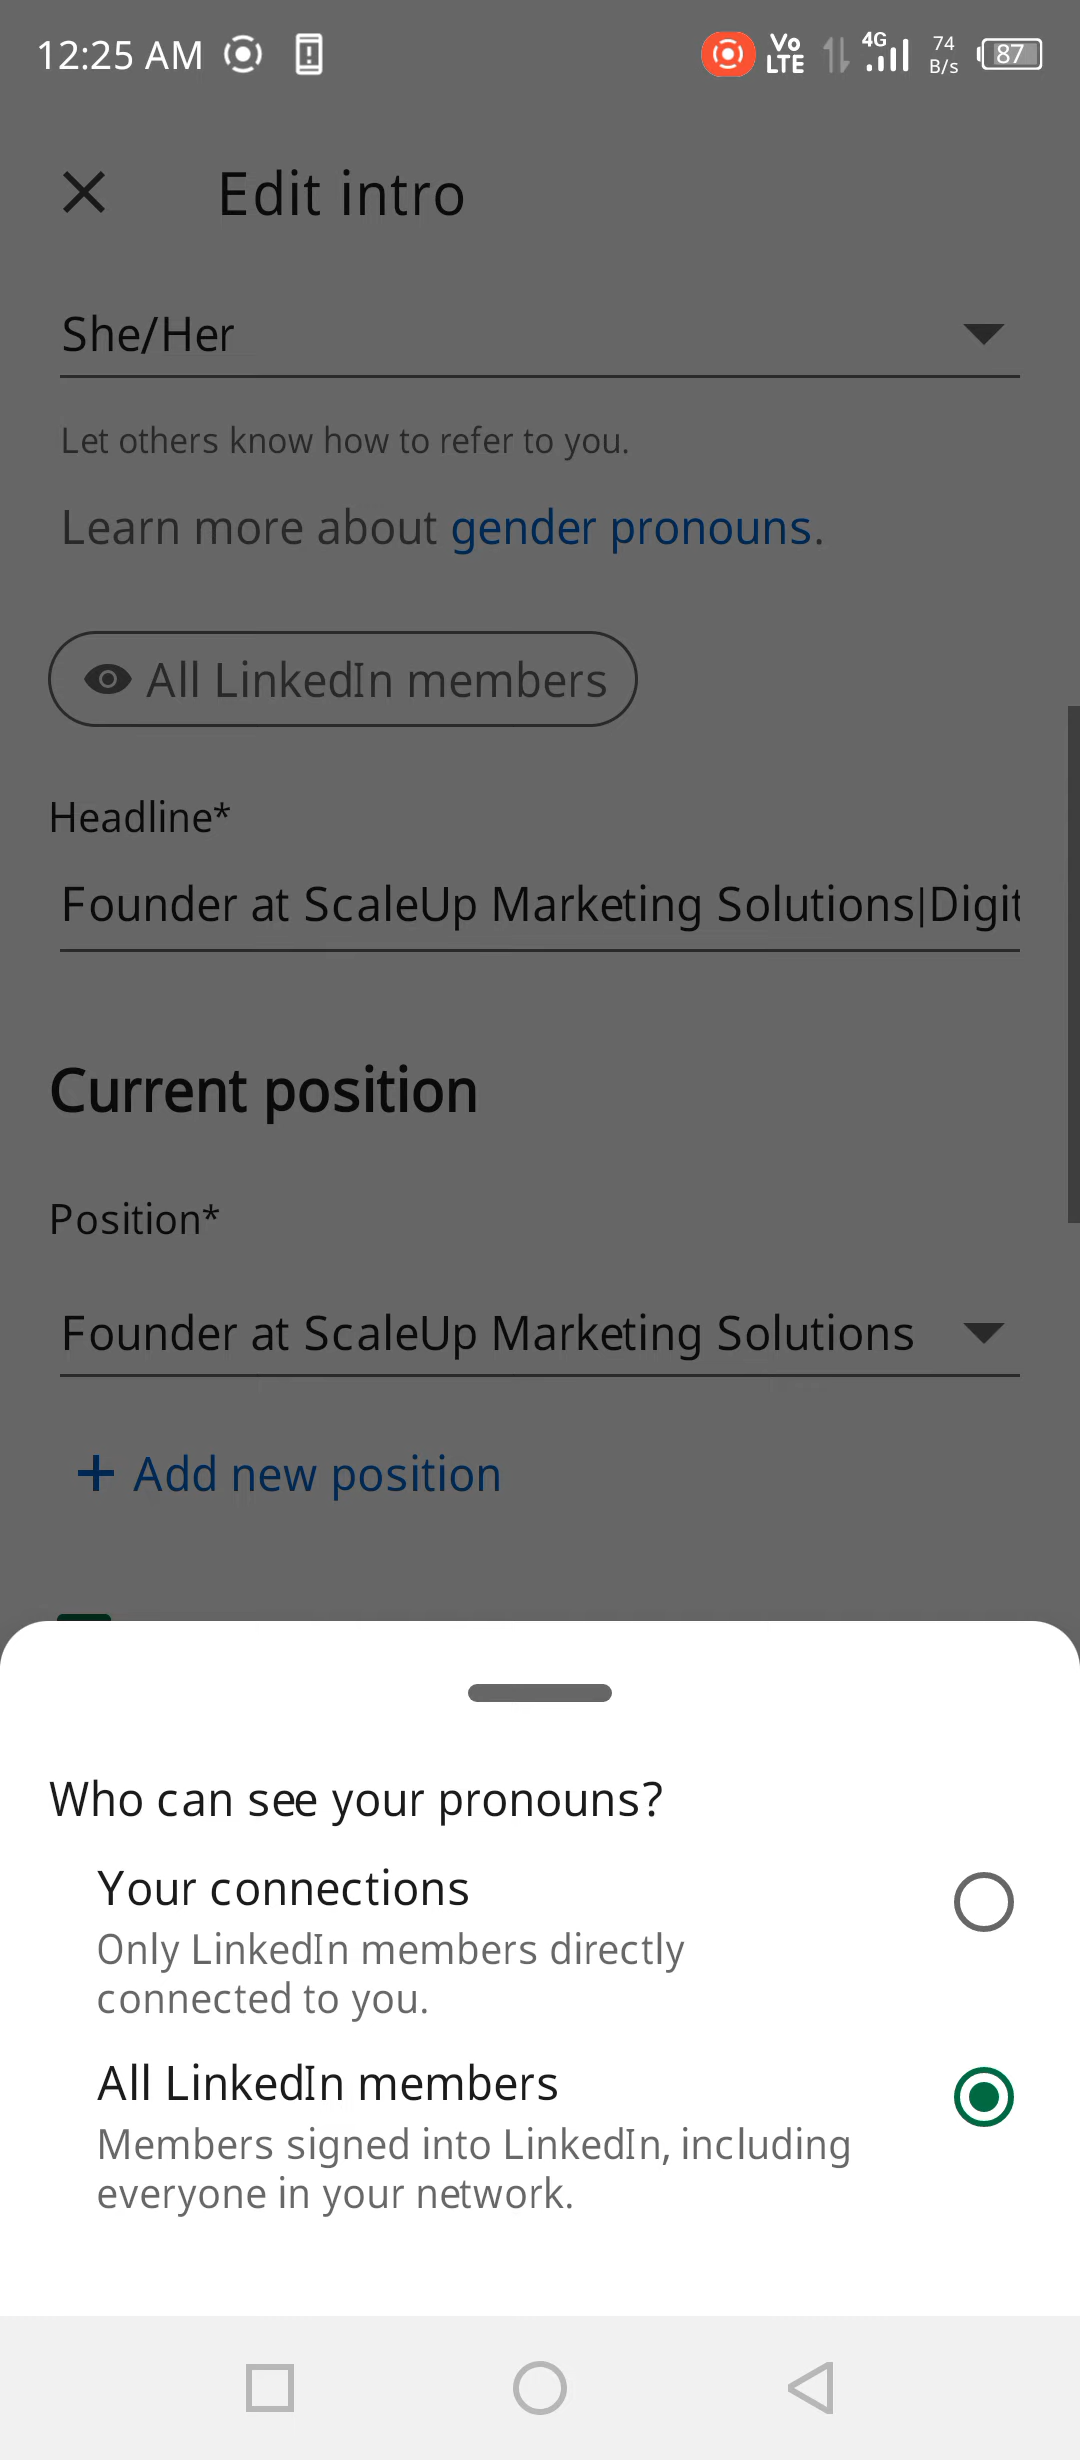 12:25 AM
Vo LTE 4G 74 B/s 87
Edit intro
She/Her
Let others know how to refer to you.
Learn more about gender pronouns.
All LinkedIn members
Headline*
Founder at ScaleUp Marketing Solutions|Digit
Current position
Position*
Founder at ScaleUp Marketing Solutions
+ Add new position
Who can see your pronouns?
Your connections
Only LinkedIn members directly
connected to you.
All LinkedIn members
Members signed into LinkedIn, including
everyone in your network.